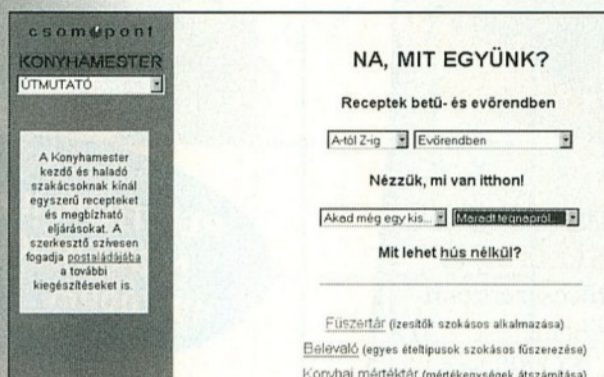 csomópont
KONYHAMESTER
ÚTMUTATÓ
A Konyhamester
kezdő és haladó
szakácsoknak kínál
egyszerű recepteket
és megbízható
eljárásokat. A
szerkesztő szívesen
fogadja postaládájába
a további
kiegészítéseket is.
NA, MIT EGYÜNK?
Receptek betű- és evőrendben
A-tól Z-ig Evőrendben
Nézzük, mi van itthon!
Akad még egy kis... Maradt tegnapról...
Mit lehet hús nélkül?
Fűszertár (ízesítők szokásos alkalmazása)
Belevaló (egyes ételtípusok szokásos fűszerezése)
Konyhai mértéktár (mértékegységek átszámítása)